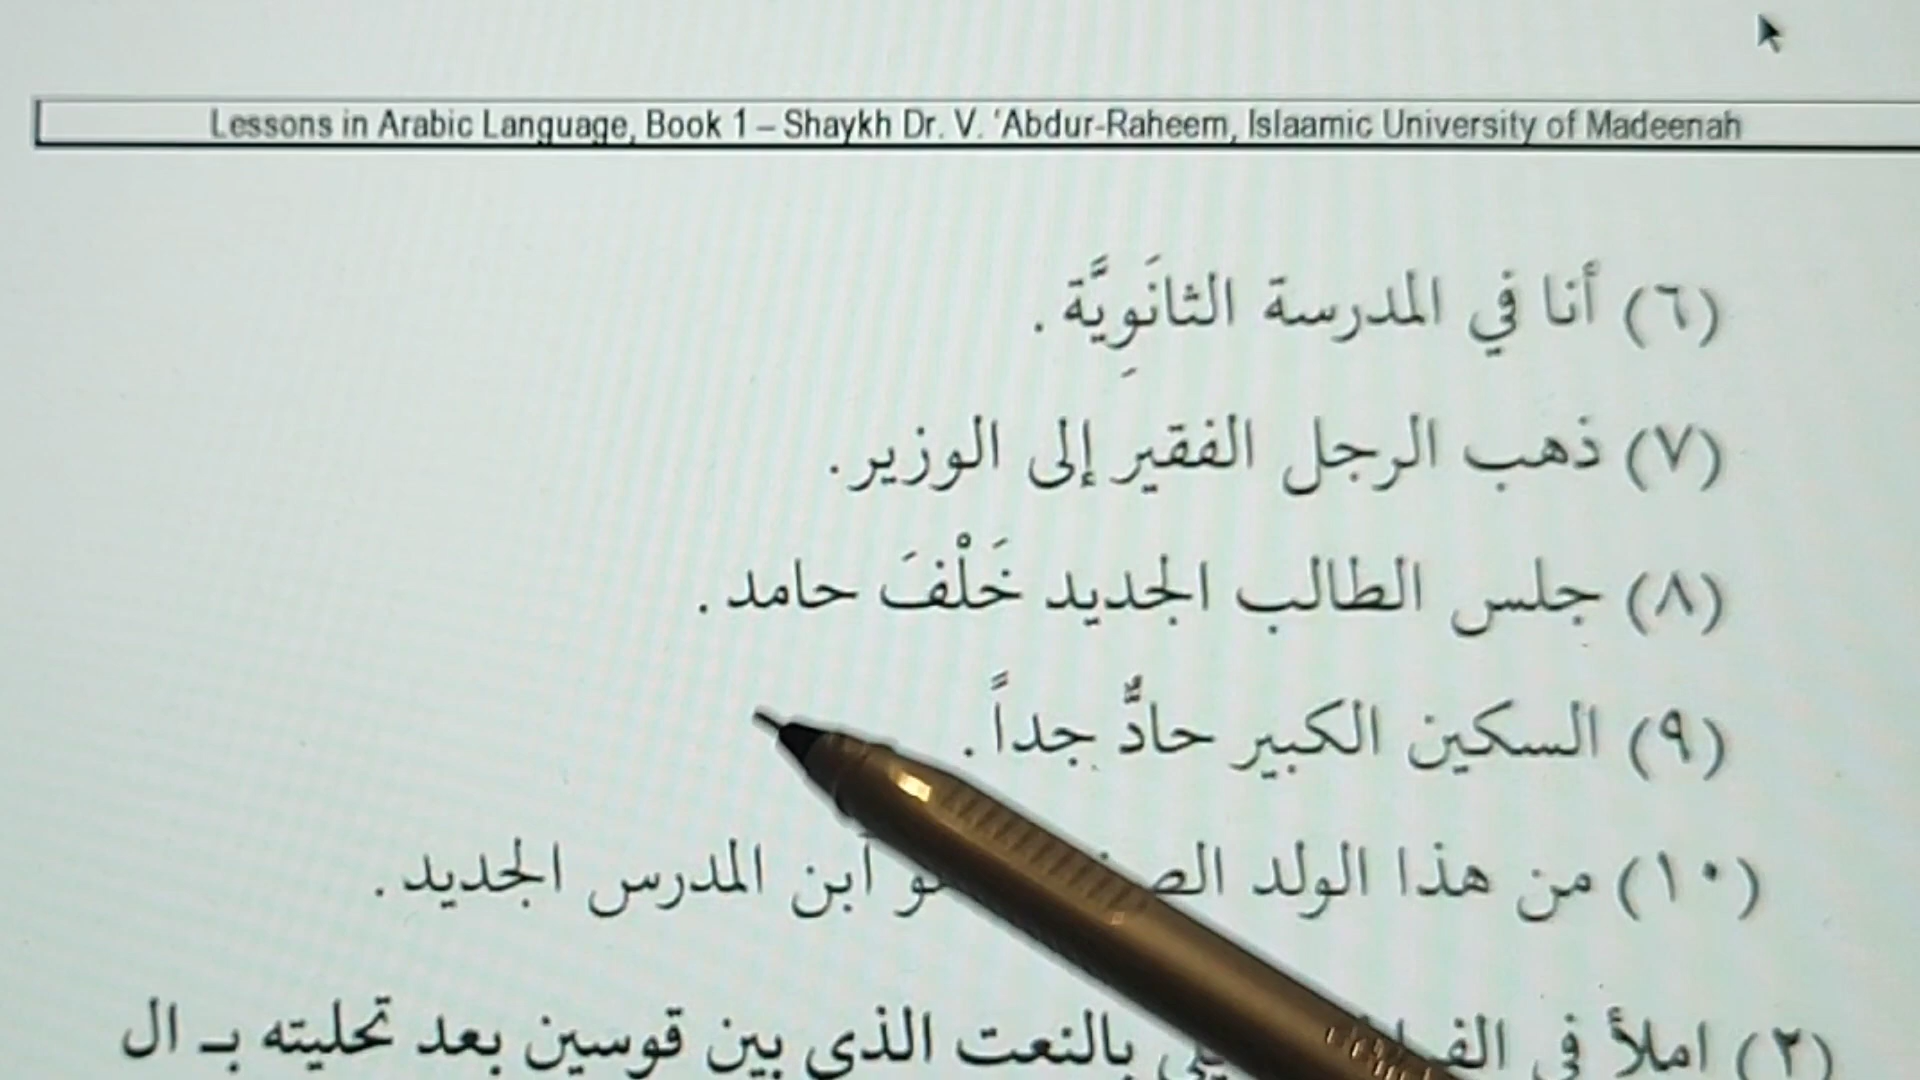 Lessons in Arabic Language, Book 1 – Shaykh Dr. V. 'Abdur-Raheem, Islaamic University of Madeenah
(٦) أنا في المدرسة الثانَوِيَّة .
(٧) ذهب الرجل الفقير إلى الوزير.
(٨) جلس الطالب الجديد خَلْفَ حامد .
(٩) السكين الكبير حادٌّ جداً .
(١٠) من هذا الولد ابن المدرس الجديد .
(٢) املأ في بالنعت الذي بين قوسين بعد تحليته بـ ال